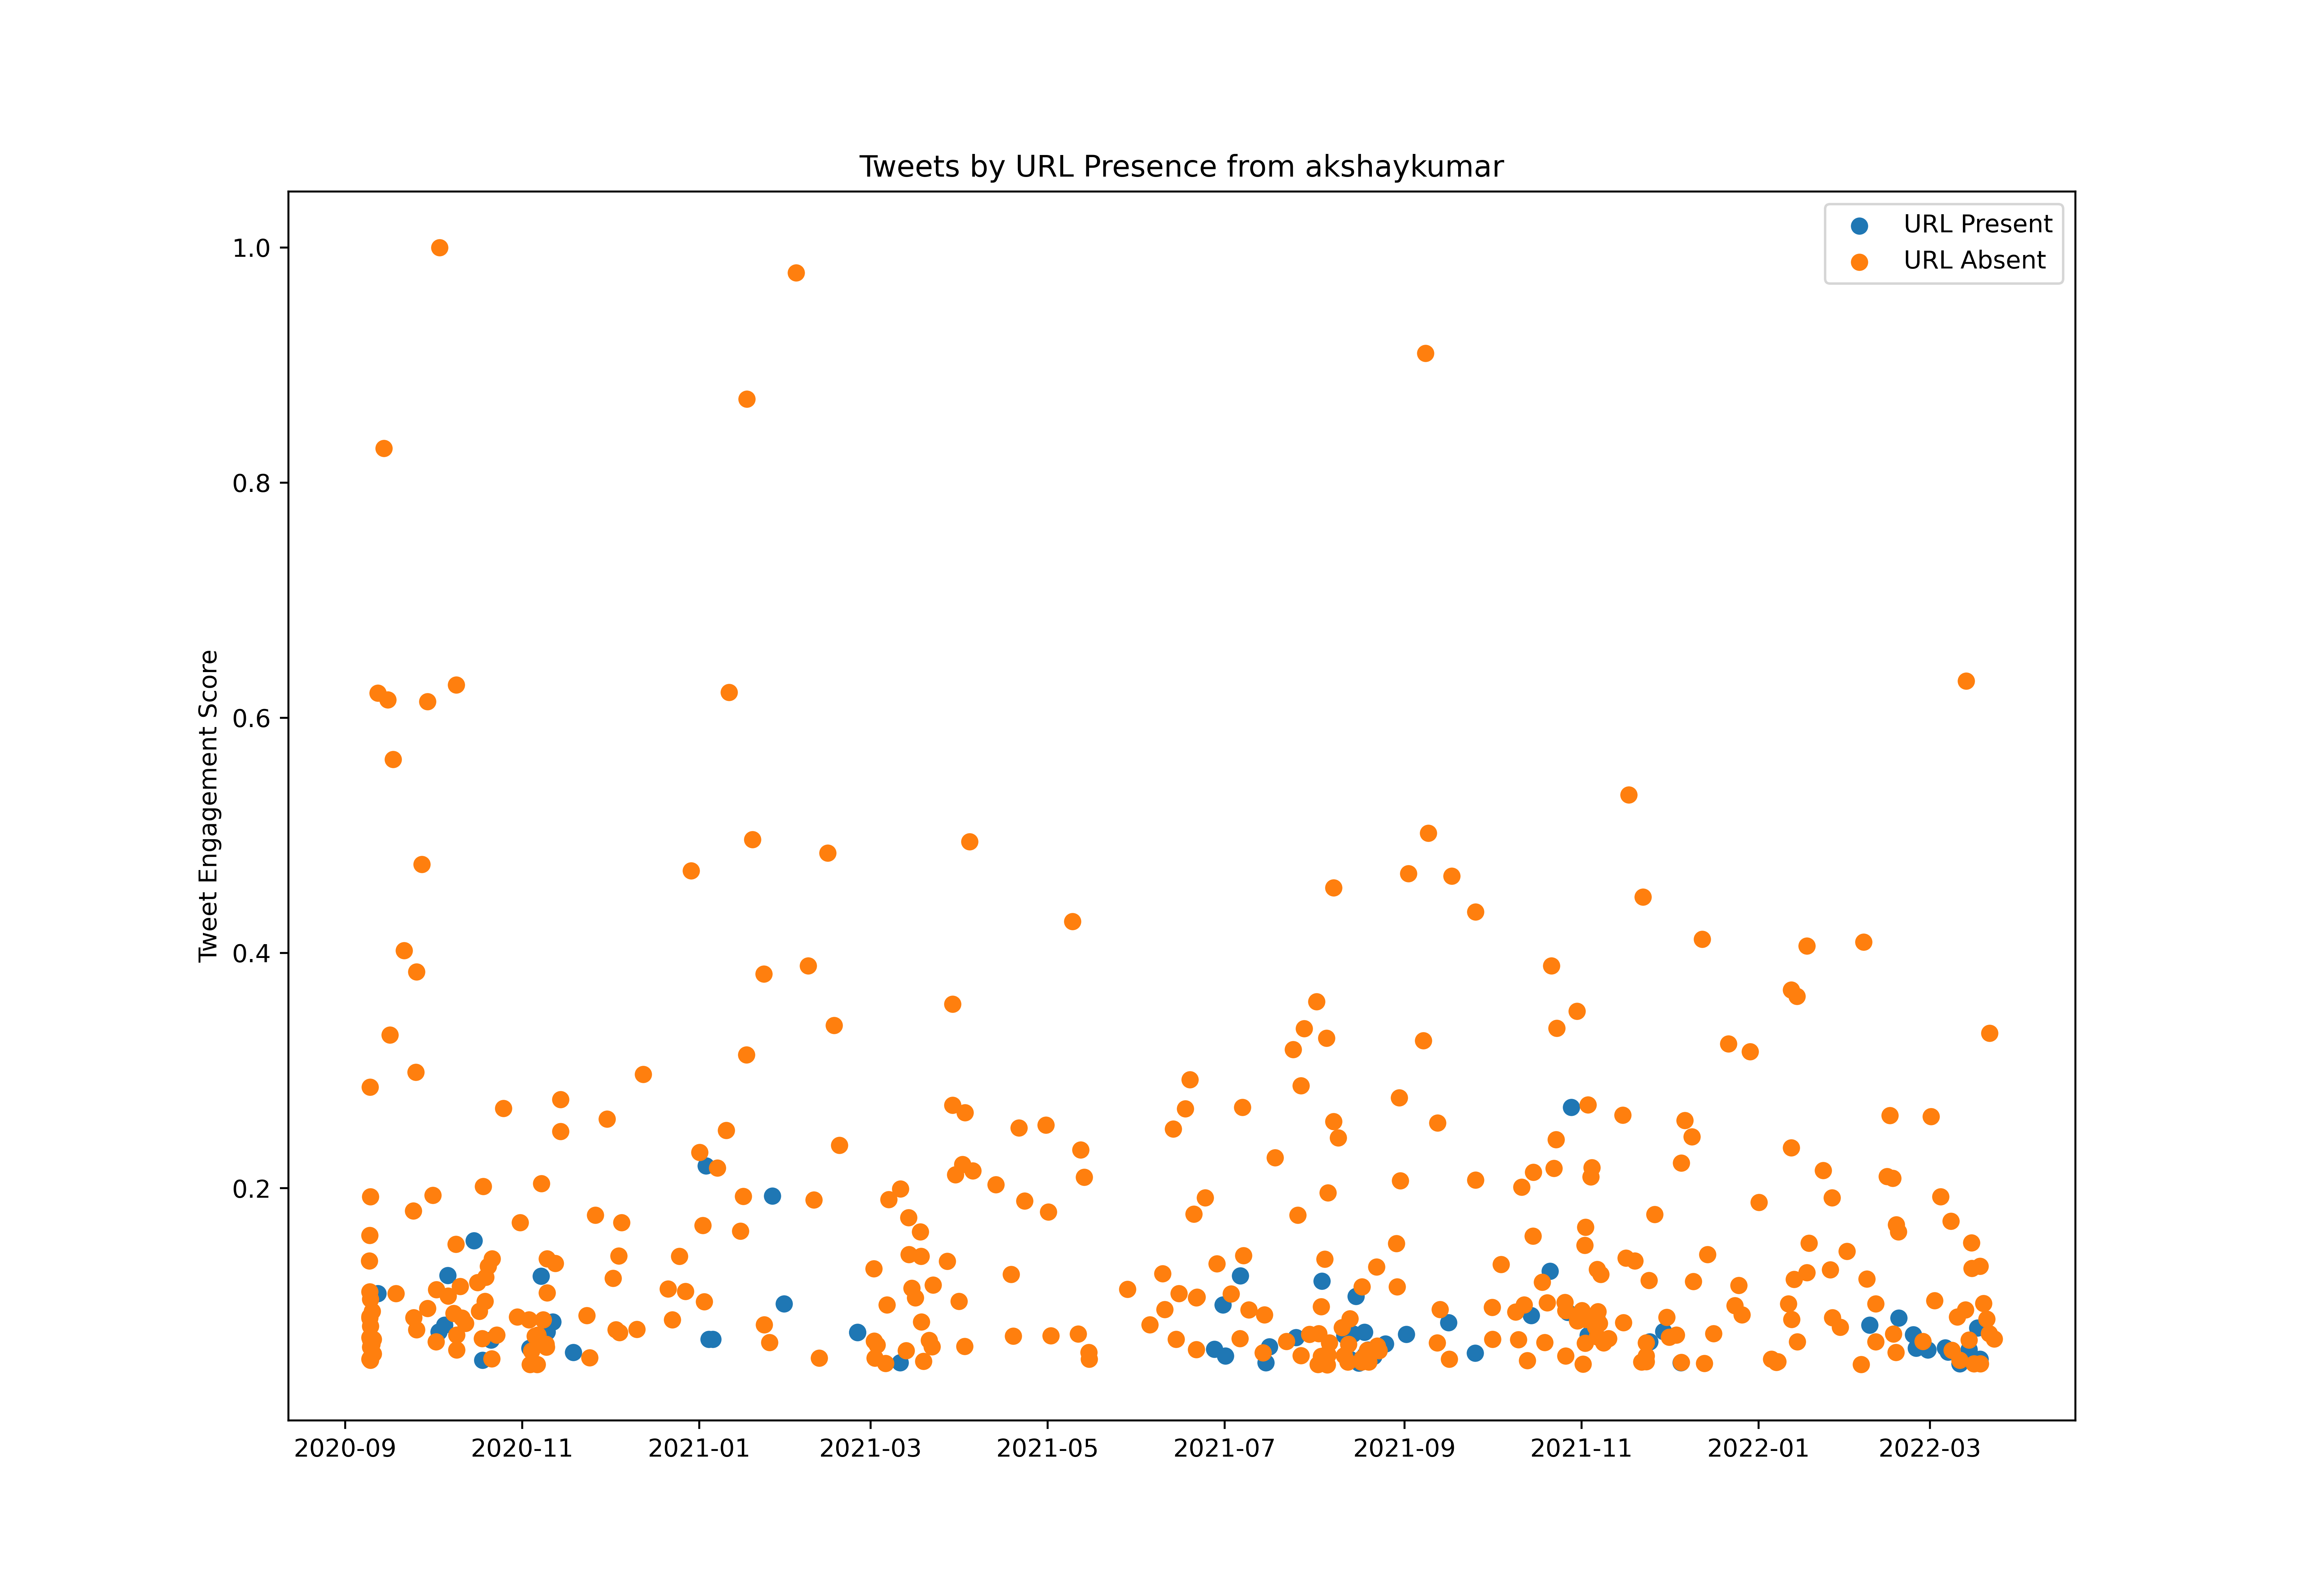 Tweets by URL Presence from akshaykumar
URL Present
URL Absent
1.0
0.8
0.6
0.4
0.2
Tweet Engagement Score
2020-09 2020-11 2021-01 2021-03 2021-05 2021-07 2021-09 2021-11 2022-01 2022-03